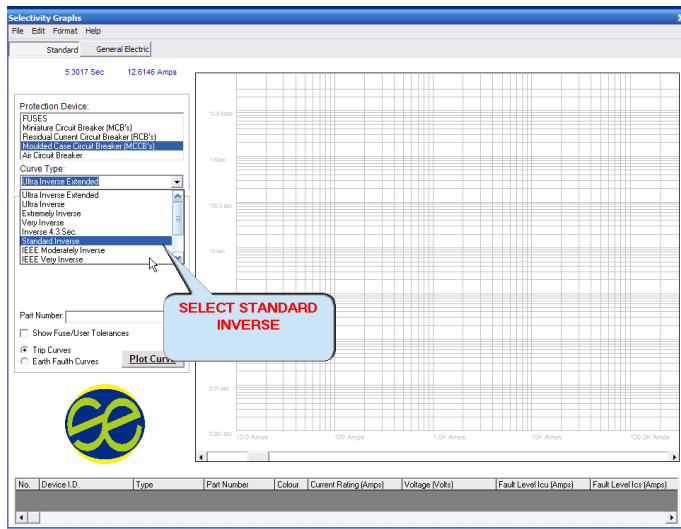 Selectivity Graphs
File Edit Format Help
Standard General Electric
5.3017 Sec 12.6146 Amps
Protection Device:
FUSES
Miniature Circuit Breaker (MCB's)
Residual Current Circuit Breaker (RCB's)
Moulded Case Circuit Breaker (MCCB's)
Air Circuit Breaker
Curve Type:
Ultra Inverse Extended
Ultra Inverse Extended
Ultra Inverse
Extremely Inverse
Very Inverse
Inverse 4.3 Sec.
Standard Inverse
IEEE Moderately Inverse
IEEE Very Inverse
SELECT STANDARD
INVERSE
Part Number:
Show Fuse/User Tolerances
Trip Curves
Earth Faulth Curves
Plot Curve
se
10.0 Ksec
1 Ksec
100.0 sec
10 sec
0.01 sec
0.001 sec
10.0 Amps 100 Amps 1.0K Amps 10K Amps 100.0K Amps
No. Device I.D. Type Part Number Colour Current Rating (Amps) Voltage (Volts) Fault Level Icu (Amps) Fault Level Ics (Amps)